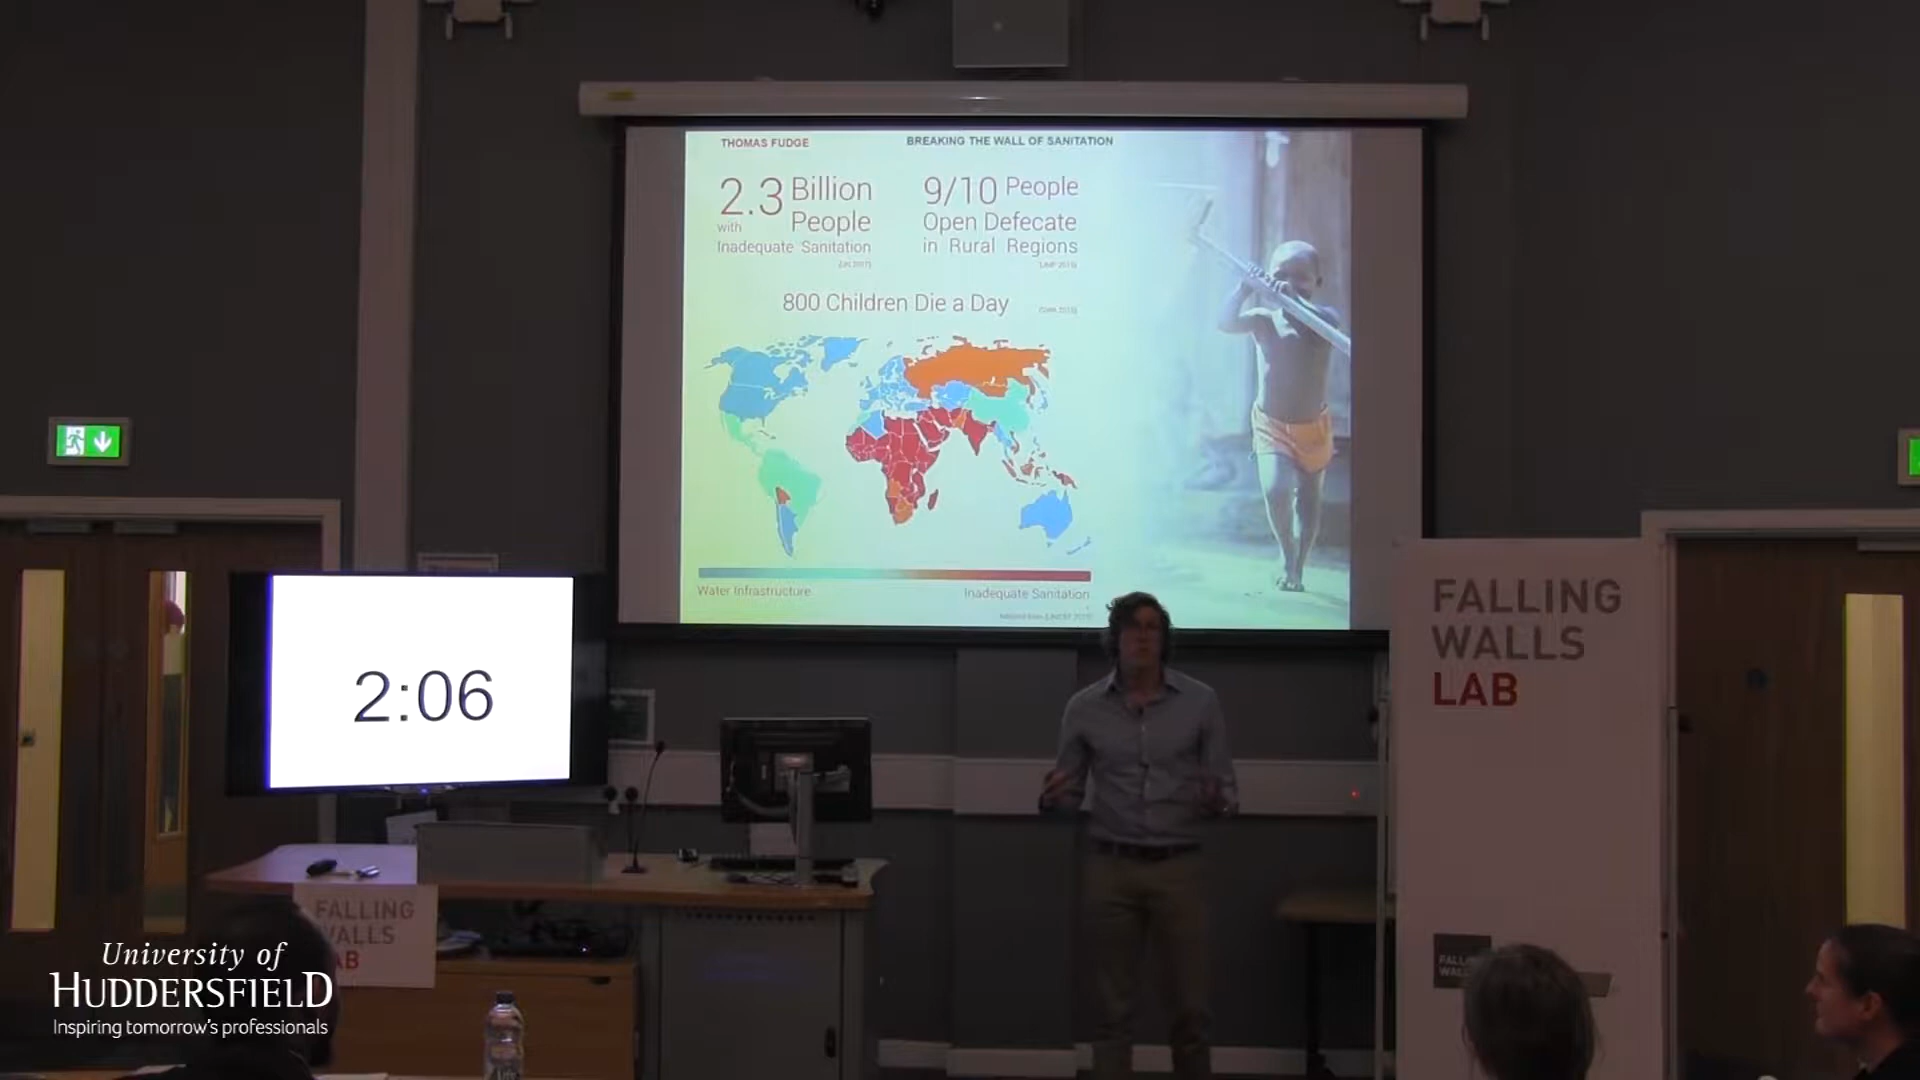 THOMAS FUDGE
BREAKING THE WALL OF SANITATION
2.3 Billion
with People
Inadequate Sanitation
9/10 People
Open Defecate
in Rural Regions
800 Children Die a Day
Water Infrastructure
Inadequate Sanitation
2:06
FALLING
WALLS
LAB
FALLING
WALLS
AB
University of
HUDDERSFIELD
Inspiring tomorrow's professionals